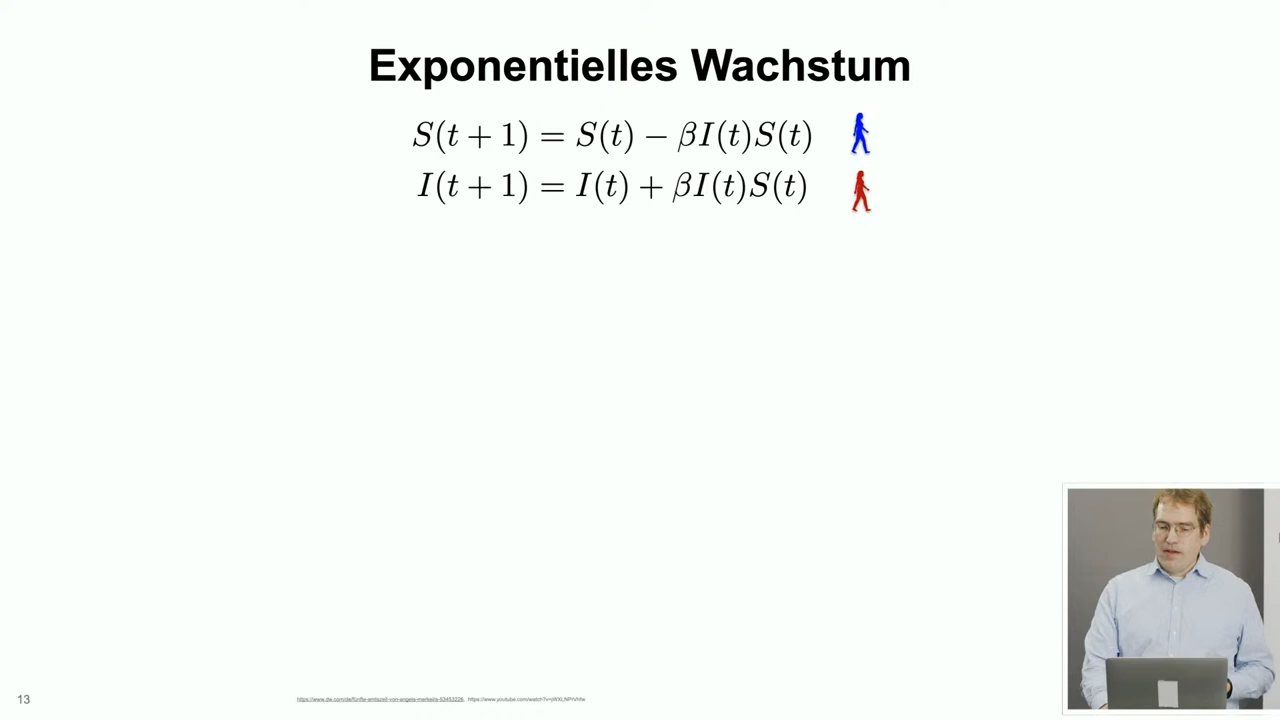 Exponentielles Wachstum
S(t + 1) = S(t) − βI(t)S(t)
I(t + 1) = I(t) + βI(t)S(t)
13